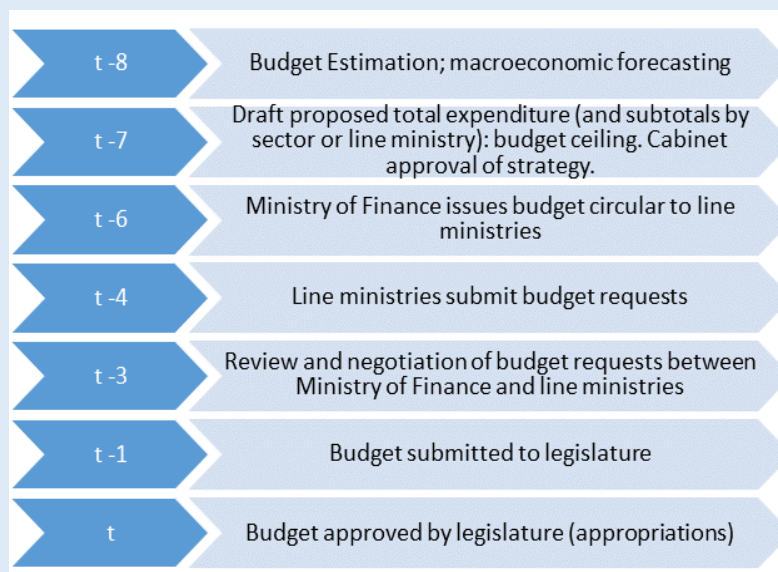 t -8
Budget Estimation; macroeconomic forecasting
t -7
Draft proposed total expenditure (and subtotals by
sector or line ministry): budget ceiling. Cabinet
approval of strategy.
t -6
Ministry of Finance issues budget circular to line
ministries
t -4
Line ministries submit budget requests
t -3
Review and negotiation of budget requests between
Ministry of Finance and line ministries
t -1
Budget submitted to legislature
t
Budget approved by legislature (appropriations)